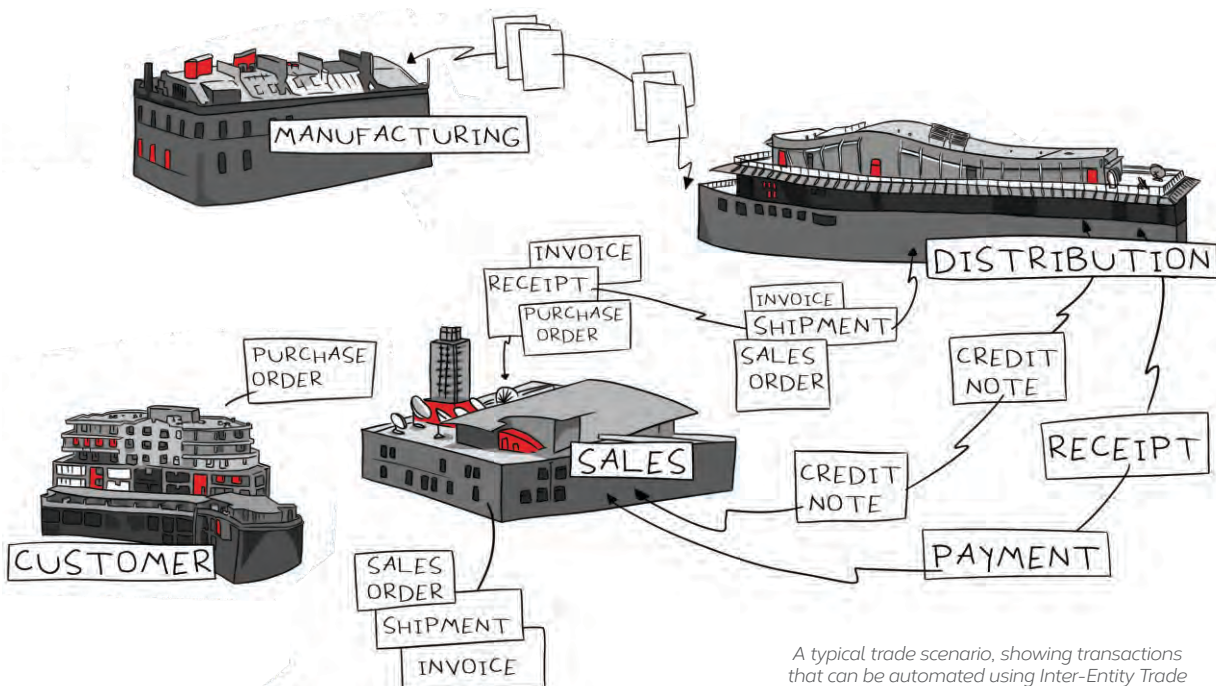 MANUFACTURING
DISTRIBUTION
INVOICE
RECEIPT
PURCHASE
ORDER
INVOICE
SHIPMENT
SALES
ORDER
CREDIT
NOTE
RECEIPT
PURCHASE
ORDER
SALES
CREDIT
NOTE
PAYMENT
CUSTOMER
SALES
ORDER
SHIPMENT
INVOICE
A typical trade scenario, showing transactions
that can be automated using Inter-Entity Trade